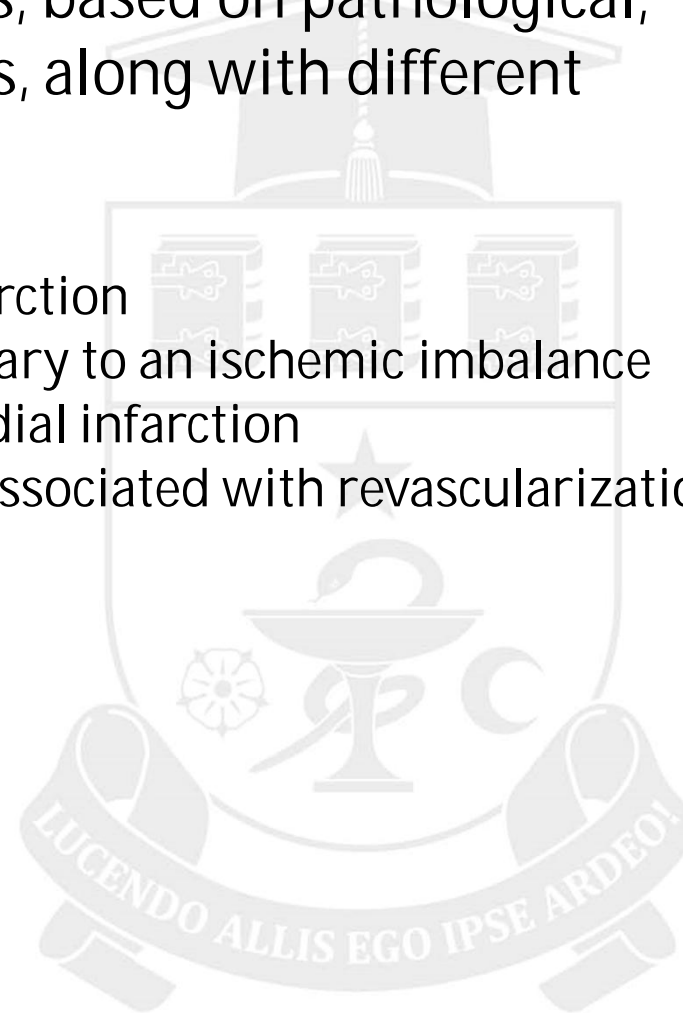 s, based on pathological,
s, along with different
rction
ary to an ischemic imbalance
dial infarction
ssociated with revascularizatio
LUCENDO ALLIS EGO IPSE ARDEO!